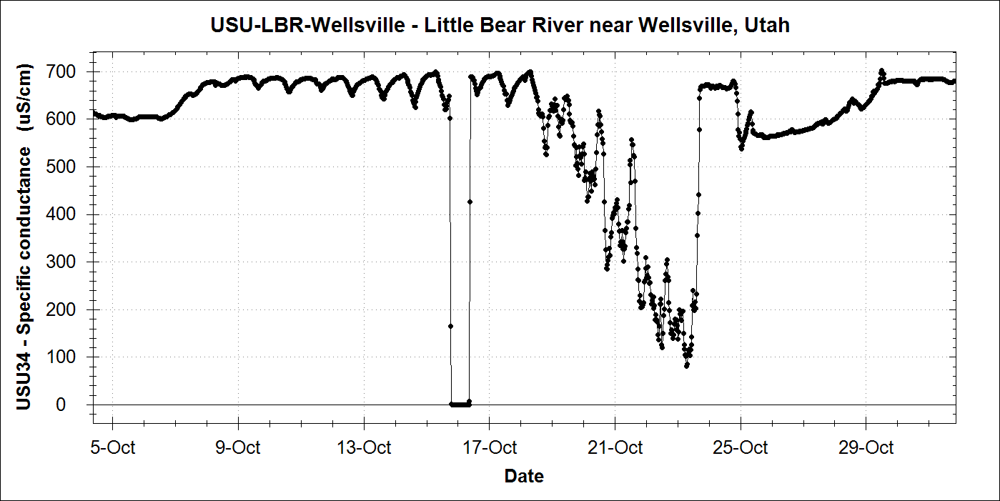 USU-LBR-Wellsville - Little Bear River near Wellsville, Utah
USU34 - Specific conductance (uS/cm)
700
600
500
400
300
200
100
0
5-Oct 9-Oct 13-Oct 17-Oct 21-Oct 25-Oct 29-Oct
Date